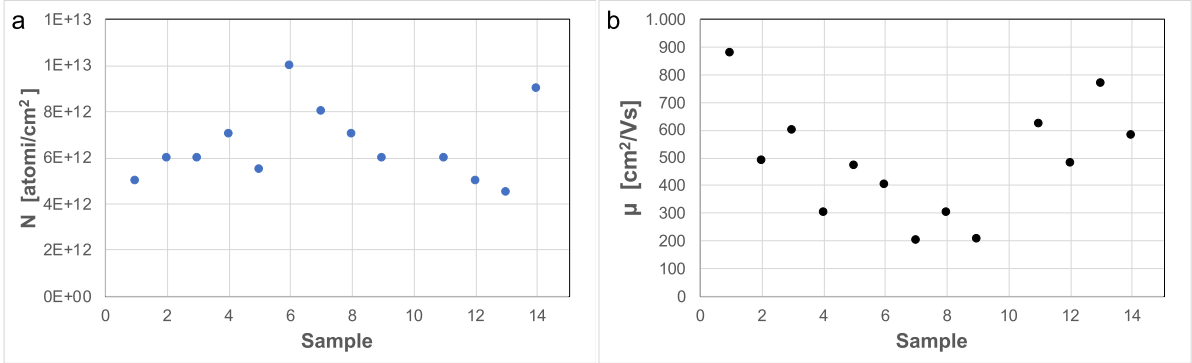 a
1E+13
1E+13
8E+12
6E+12
4E+12
2E+12
0E+00
N [atomi/cm²]
0 2 4 6 8 10 12 14
Sample
b
1.000
900
800
700
600
500
400
300
200
100
0
µ [cm²/Vs]
0 2 4 6 8 10 12 14
Sample